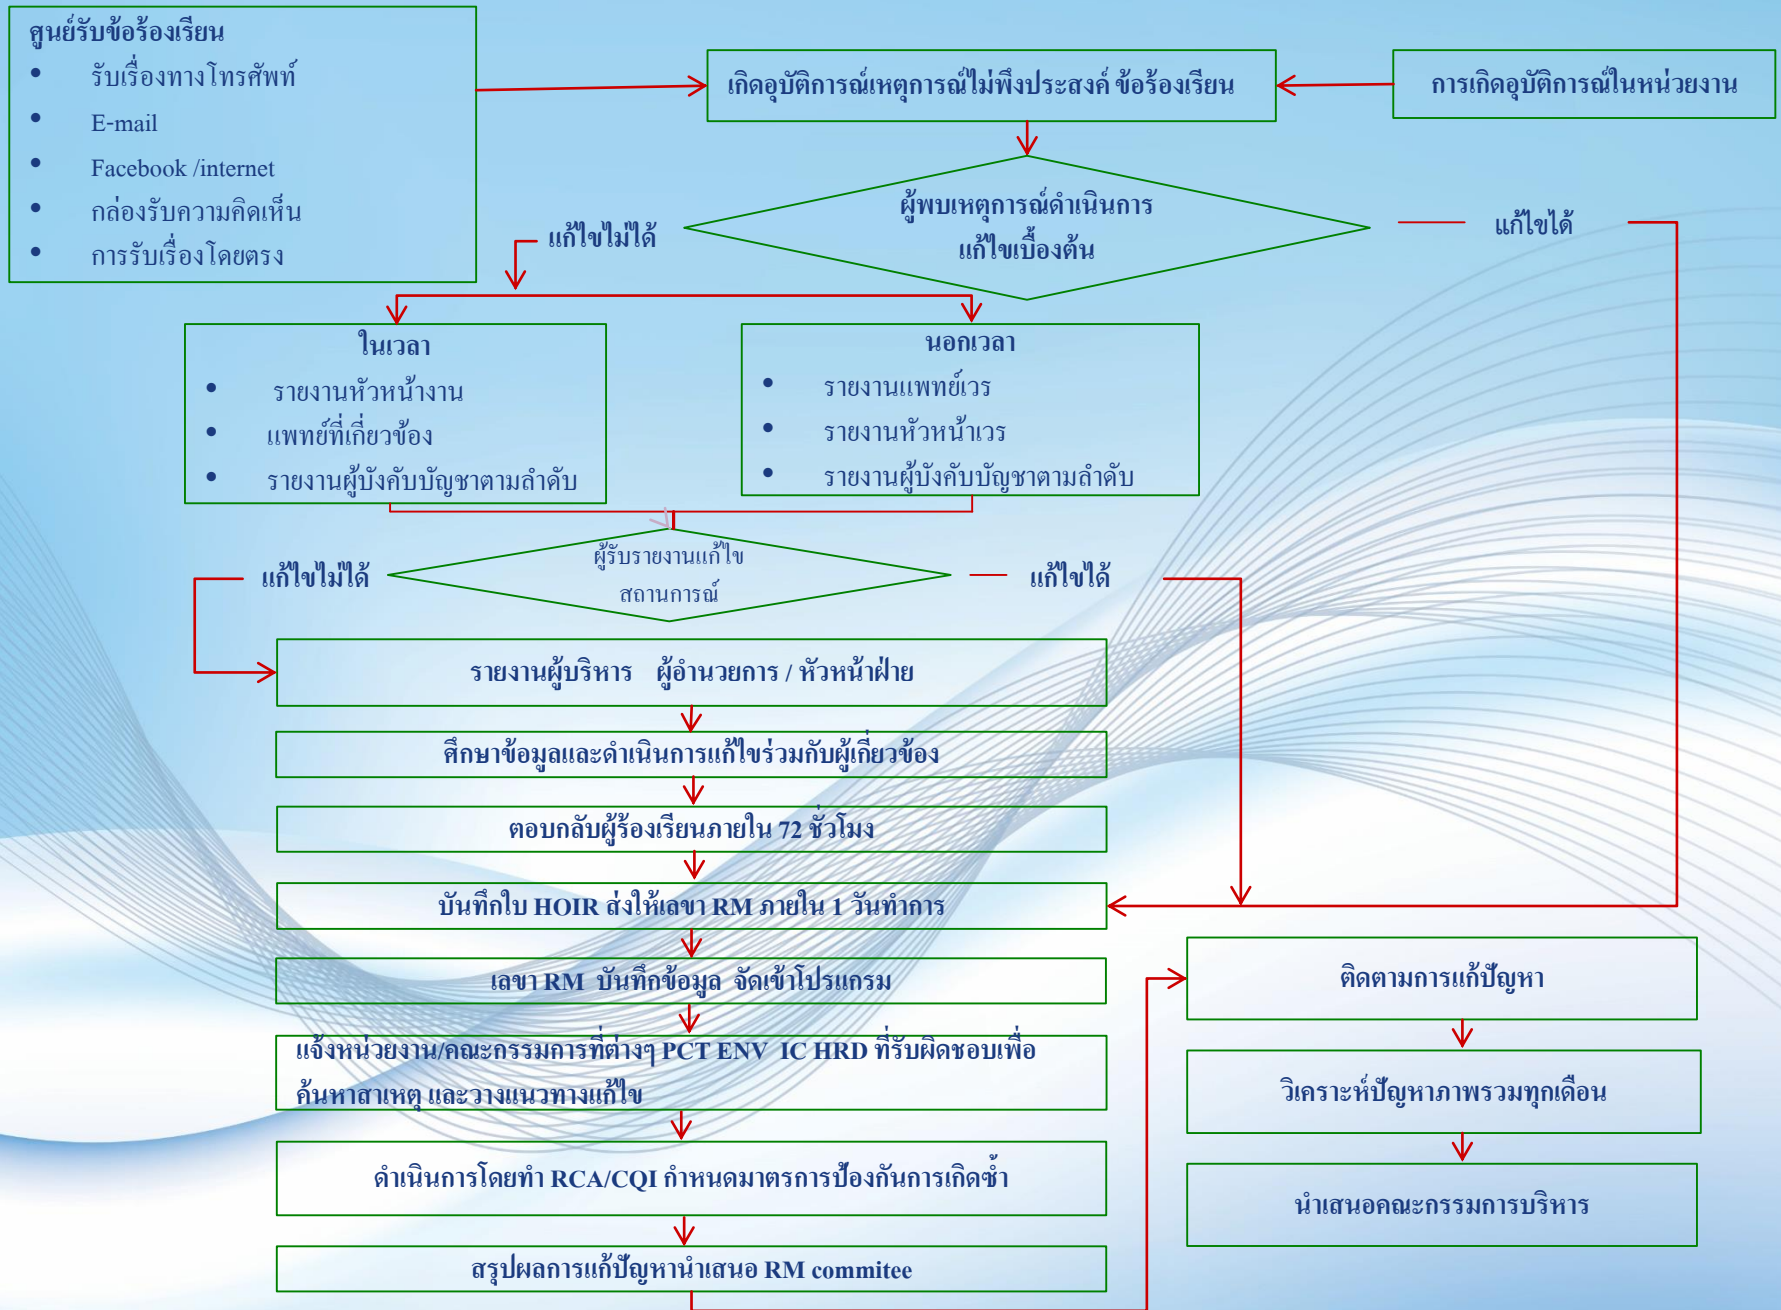 ศูนย์รับข้อร้องเรียน
• รับเรื่องทางโทรศัพท์
• E-mail
• Facebook /internet
• กล่องรับความคิดเห็น
• การรับเรื่องโดยตรง
เกิดอุบัติการณ์เหตุการณ์ไม่พึงประสงค์ ข้อร้องเรียน
การเกิดอุบัติการณ์ในหน่วยงาน
ผู้พบเหตุการณ์ดำเนินการ
แก้ไขเบื้องต้น
แก้ไขไม่ได้
แก้ไขได้
ในเวลา
• รายงานหัวหน้างาน
• แพทย์ที่เกี่ยวข้อง
• รายงานผู้บังคับบัญชาตามลำดับ
นอกเวลา
• รายงานแพทย์เวร
• รายงานหัวหน้าเวร
• รายงานผู้บังคับบัญชาตามลำดับ
ผู้รับรายงานแก้ไข
สถานการณ์
แก้ไขไม่ได้
แก้ไขได้
รายงานผู้บริหาร ผู้อำนวยการ / หัวหน้าฝ่าย
ศึกษาข้อมูลและดำเนินการแก้ไขร่วมกับผู้เกี่ยวข้อง
ตอบกลับผู้ร้องเรียนภายใน 72 ชั่วโมง
บันทึกใบ HOIR ส่งให้เลขา RM ภายใน 1 วันทำการ
เลขา RM บันทึกข้อมูล จัดเข้าโปรแกรม
แจ้งหน่วยงาน/คณะกรรมการที่ต่างๆ PCT ENV IC HRD ที่รับผิดชอบเพื่อ
ค้นหาสาเหตุ และวางแนวทางแก้ไข
ดำเนินการโดยทำ RCA/CQI กำหนดมาตรการป้องกันการเกิดซ้ำ
สรุปผลการแก้ปัญหานำเสนอ RM commitee
ติดตามการแก้ปัญหา
วิเคราะห์ปัญหาภาพรวมทุกเดือน
นำเสนอคณะกรรมการบริหาร